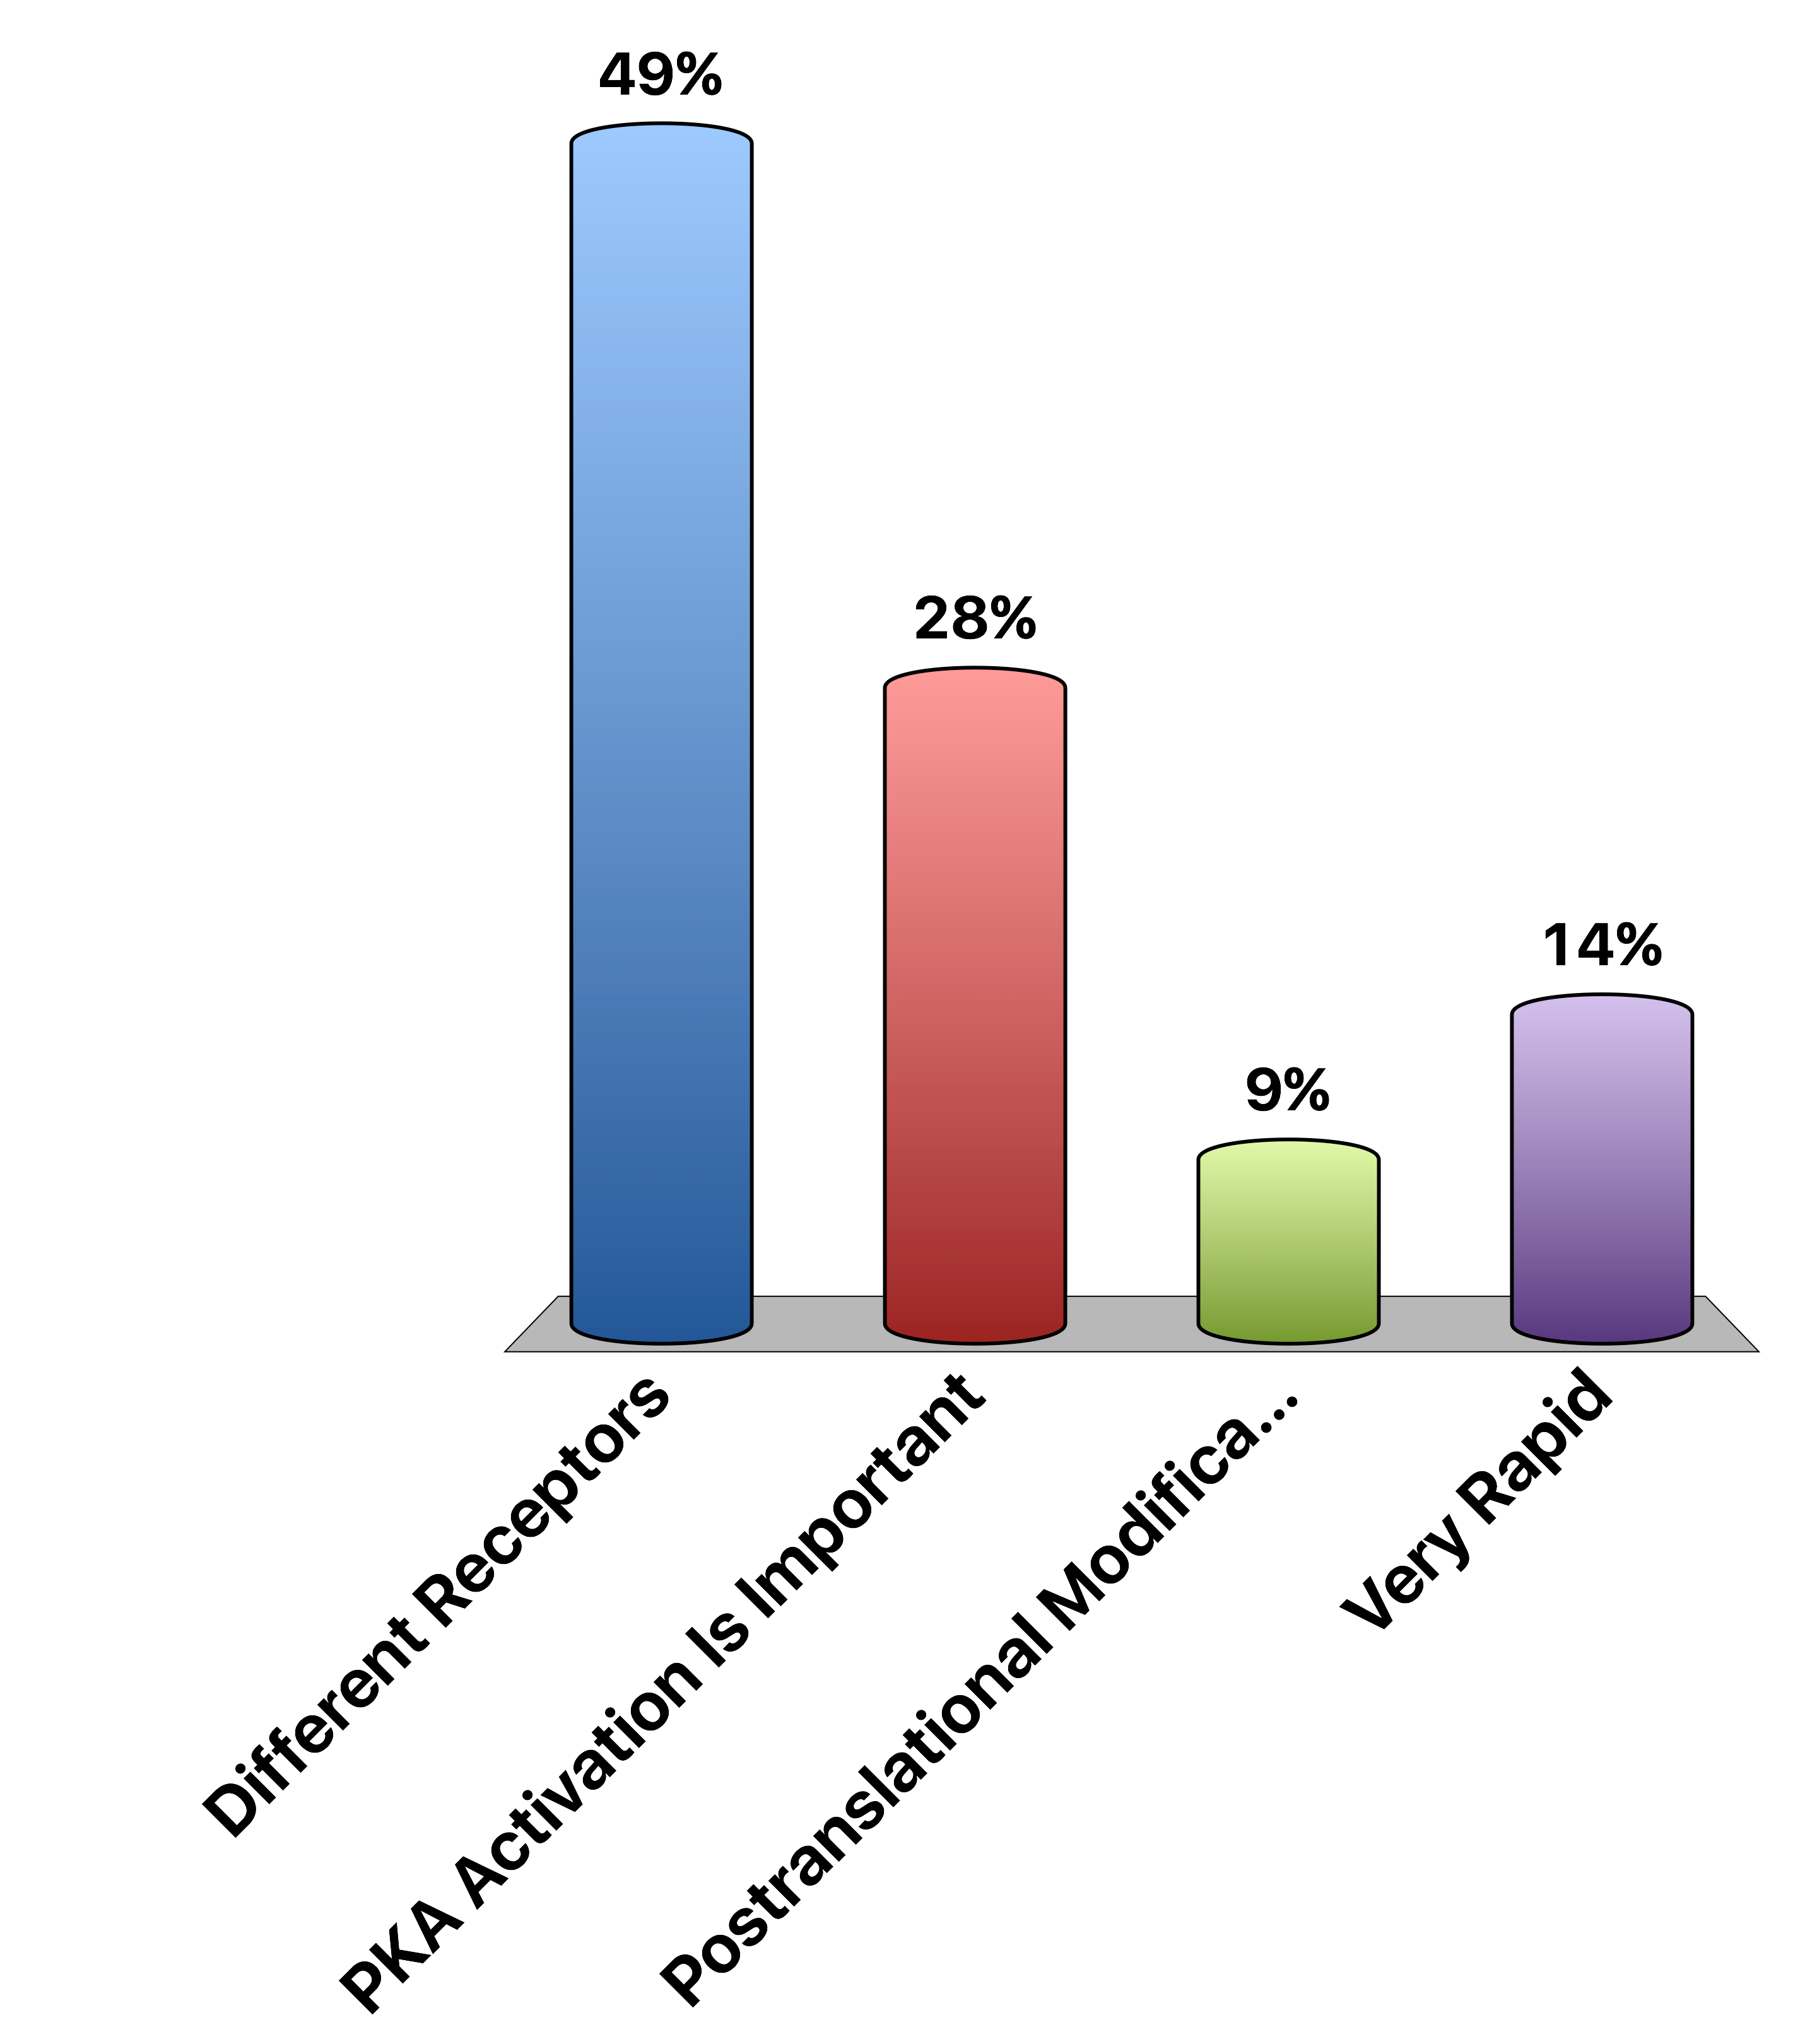 49%
28%
9%
14%
Different Receptors
PKA Activation Is Important
Postranslational Modifica...
Very Rapid